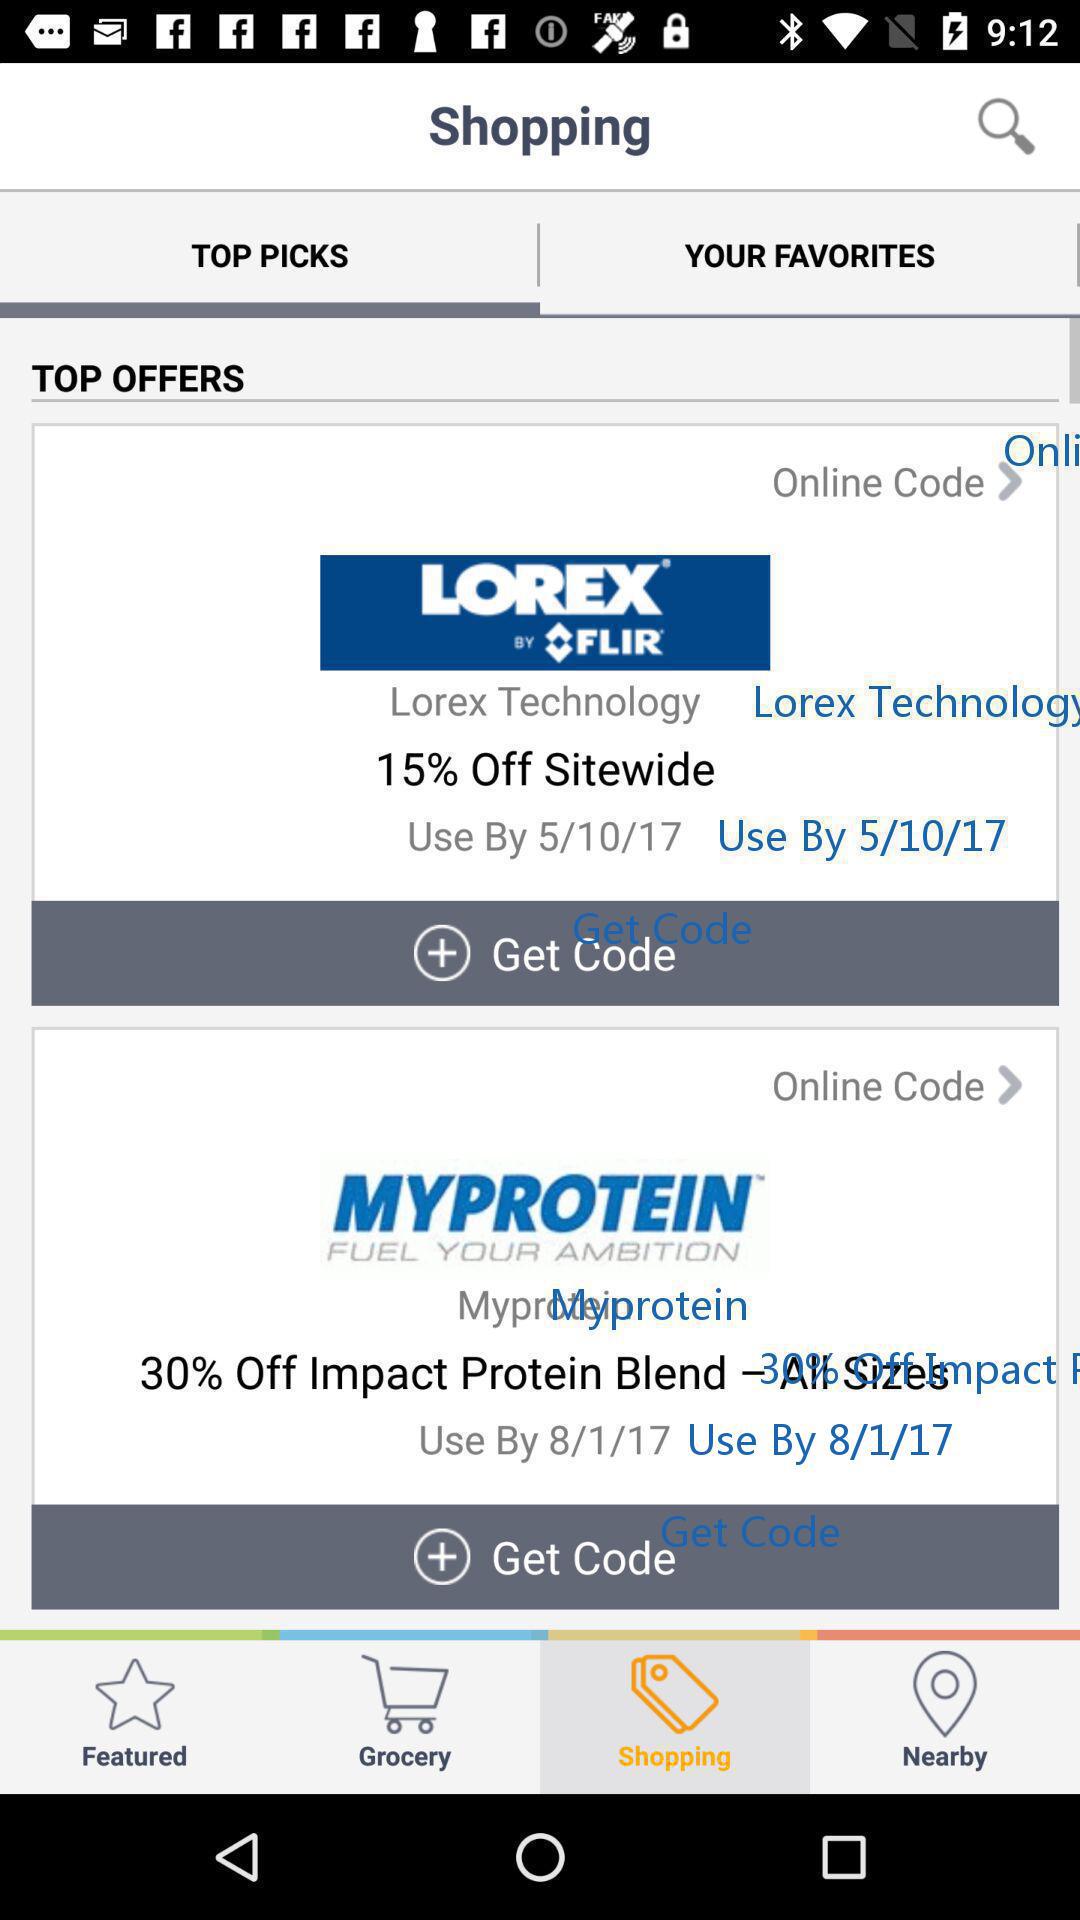 FAKE 9:12
Shopping
TOP PICKS YOUR FAVORITES
TOP OFFERS
Onli
Online Code
LOREX®
BY FLIR
Lorex Technology Lorex Technology
15% Off Sitewide
Use By 5/10/17 Use By 5/10/17
Get Code
Get Code
Online Code
MYPROTEIN™
FUEL YOUR AMBITION
Myprotein Myprotein
30% Off Impact Protein Blend – All Sizes
30% Off Impact
Use By 8/1/17 Use By 8/1/17
Get Code
Get Code
Featured Grocery Shopping Nearby